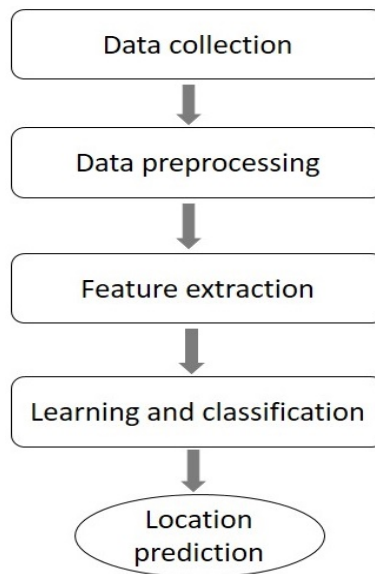 Data collection
Data preprocessing
Feature extraction
Learning and classification
Location
prediction